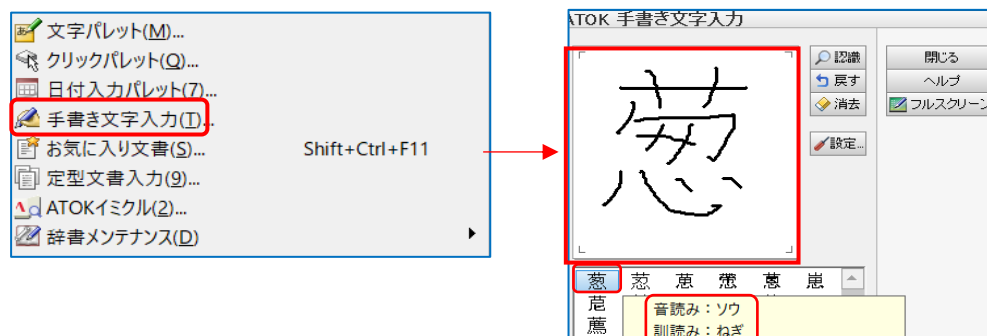 文字パレット(M)...
クリックパレット(Q)...
日付入力パレット(7)...
手書き文字入力(T)...
お気に入り文書(S)... Shift+Ctrl+F11
定型文書入力(9)...
ATOKイミクル(2)...
辞書メンテナンス(D)
ATOK 手書き文字入力
葱
認識
戻す
消去
設定...
閉じる
ヘルプ
フルスクリーン
葱 苾 蒠 慸 蔥 崽
苣
薦
音読み：ソウ
訓読み：ねぎ